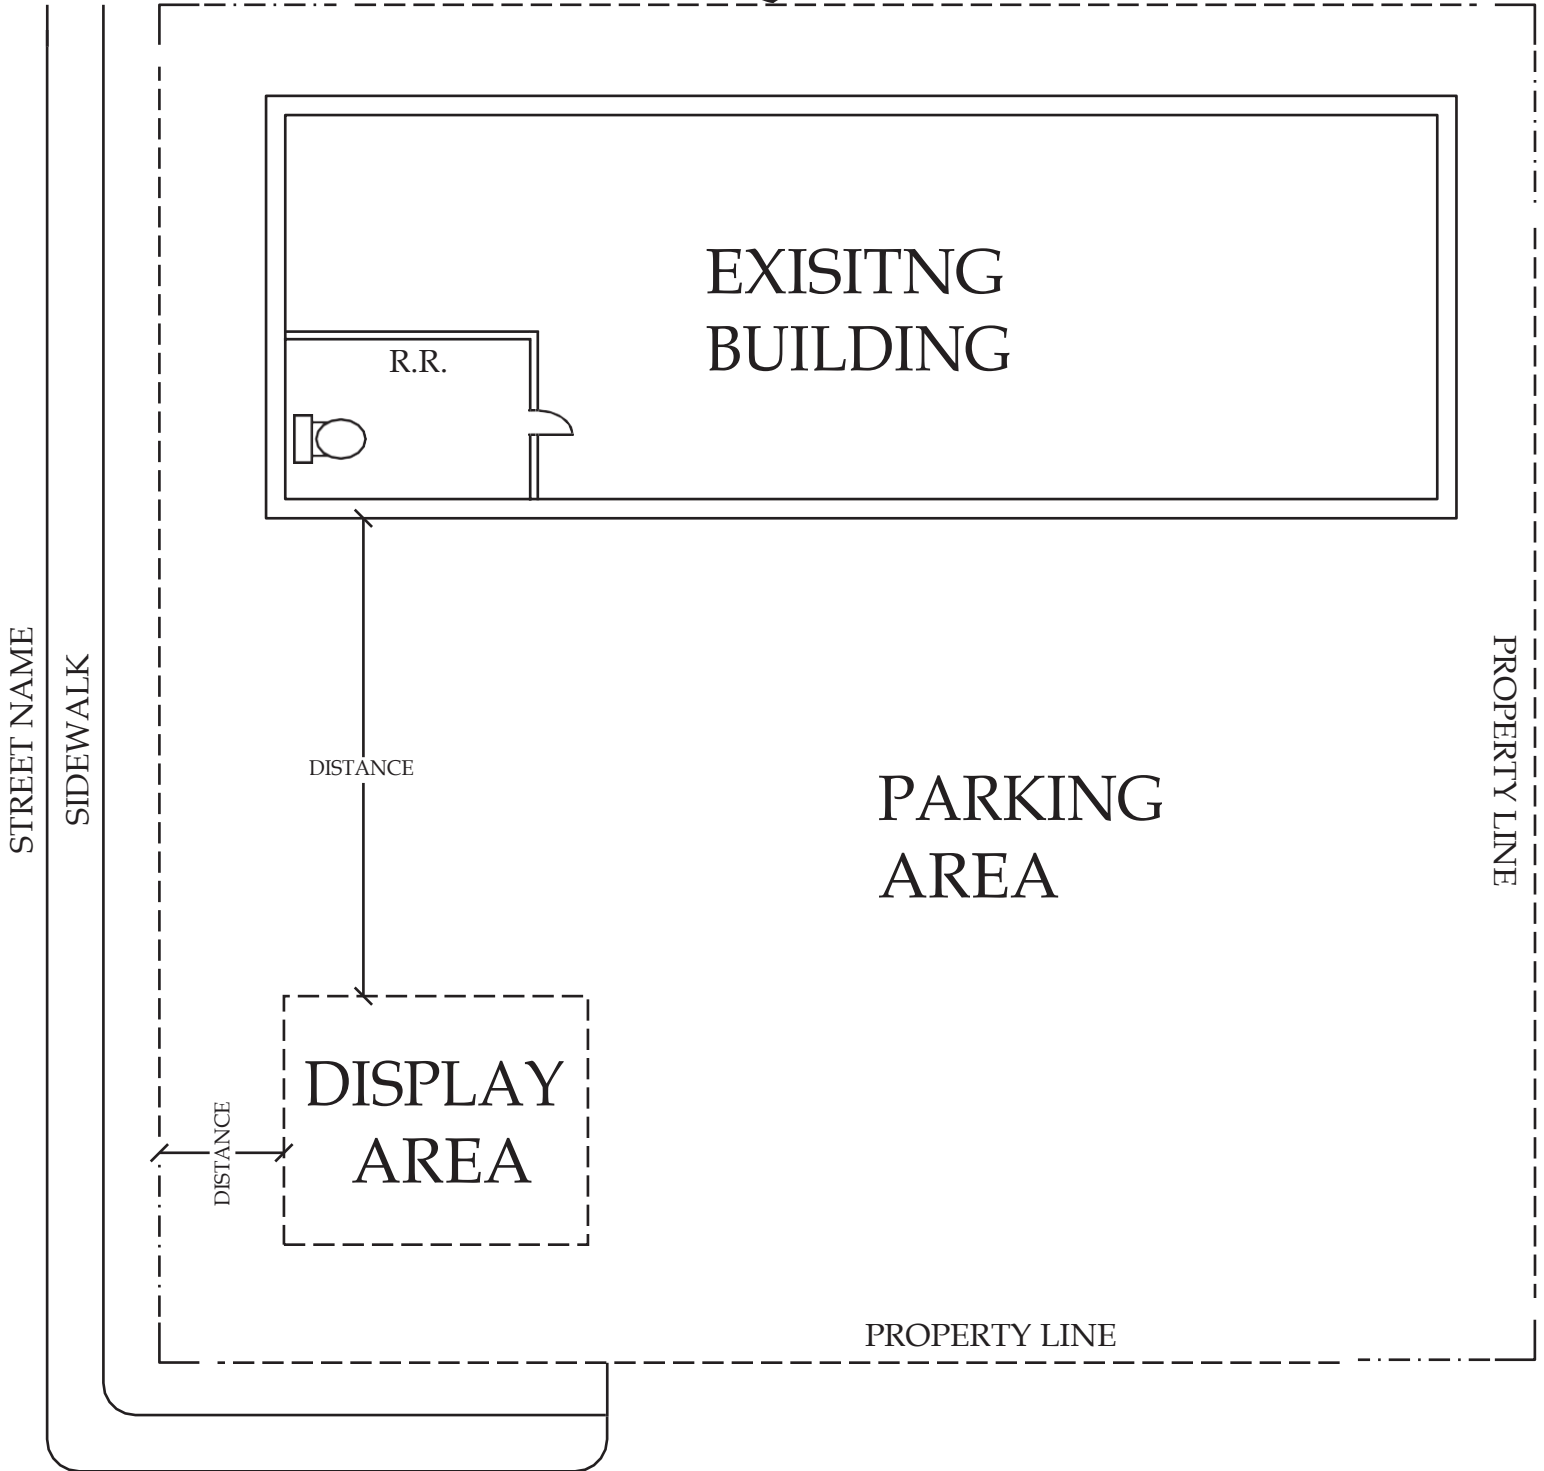 EXISITNG
BUILDING
R.R.
STREET NAME
SIDEWALK
PROPERTY LINE
DISTANCE
PARKING
AREA
DISPLAY
AREA
DISTANCE
PROPERTY LINE